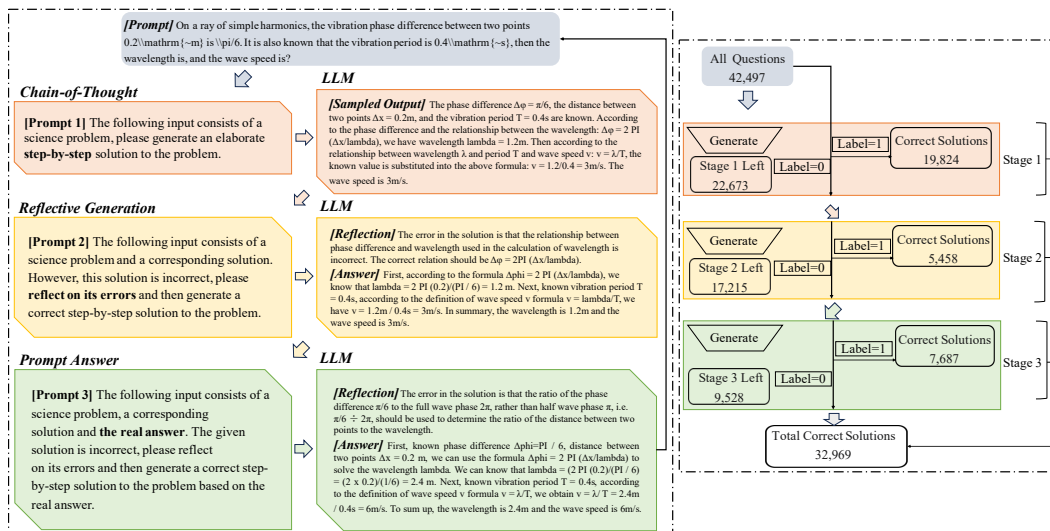 [Prompt] On a ray of simple harmonics, the vibration phase difference between two points
0.2\\mathrm{~m} is \\pi/6. It is also known that the vibration period is 0.4\\mathrm{~s}, then the
wavelength is, and the wave speed is?
Chain-of-Thought
[Prompt 1] The following input consists of a
science problem, please generate an elaborate
step-by-step solution to the problem.
LLM
[Sampled Output] The phase difference Δφ = π/6, the distance between
two points Δx = 0.2m, and the vibration period T = 0.4s are known. According
to the phase difference and the relationship between the wavelength: Δφ = 2 PI
(Δx/lambda), we have wavelength lambda = 1.2m. Then according to the
relationship between wavelength λ and period T and wave speed v: v = λ/T,
the known value is substituted into the above formula: v = 1.2/0.4 = 3m/s. The
wave speed is 3m/s.
Reflective Generation
[Prompt 2] The following input consists of a
science problem and a corresponding solution.
However, this solution is incorrect, please
reflect on its errors and then generate a
correct step-by-step solution to the problem.
LLM
[Reflection] The error in the solution is that the relationship between
phase difference and wavelength used in the calculation of wavelength is
incorrect. The correct relation should be Δφ = 2PI (Δx/lambda).
[Answer] First, according to the formula Δphi = 2 PI (Δx/lambda), we
know that lambda = 2 PI (0.2)/(PI / 6) = 1.2 m. Next, known vibration period T
= 0.4s, according to the definition of wave speed v formula v = lambda/T, we
have v = 1.2m / 0.4s = 3m/s. In summary, the wavelength is 1.2m and the
wave speed is 3m/s.
Prompt Answer
[Prompt 3] The following input consists of a
science problem, a corresponding
solution and the real answer. The given
solution is incorrect, please reflect
on its errors and then generate a correct step-
by-step solution to the problem based on the
real answer.
LLM
[Reflection] The error in the solution is that the ratio of the phase
difference π/6 to the full wave phase 2π, rather than half wave phase π, i.e.
π/6 ÷ 2π, should be used to determine the ratio of the distance between two
points to the wavelength.
[Answer] First, known phase difference Δphi=PI / 6, distance between
two points Δx = 0.2 m, we can use the formula Δphi = 2 PI (Δx/lambda) to
solve the wavelength lambda. We can know that lambda = (2 PI (0.2)/(PI / 6)
= (2 x 0.2)/(1/6) = 2.4 m. Next, known vibration period T = 0.4s, according
to the definition of wave speed v formula v = λ/T, we obtain v = λ/ T = 2.4m
/ 0.4s = 6m/s. To sum up, the wavelength is 2.4m and the wave speed is 6m/s.
All Questions
42,497
Generate
Label=1
Correct Solutions
19,824
Label=0
Stage 1 Left
22,673
Stage 1
Generate
Label=1
Correct Solutions
5,458
Label=0
Stage 2 Left
17,215
Stage 2
Generate
Label=1
Correct Solutions
7,687
Label=0
Stage 3 Left
9,528
Stage 3
Total Correct Solutions
32,969